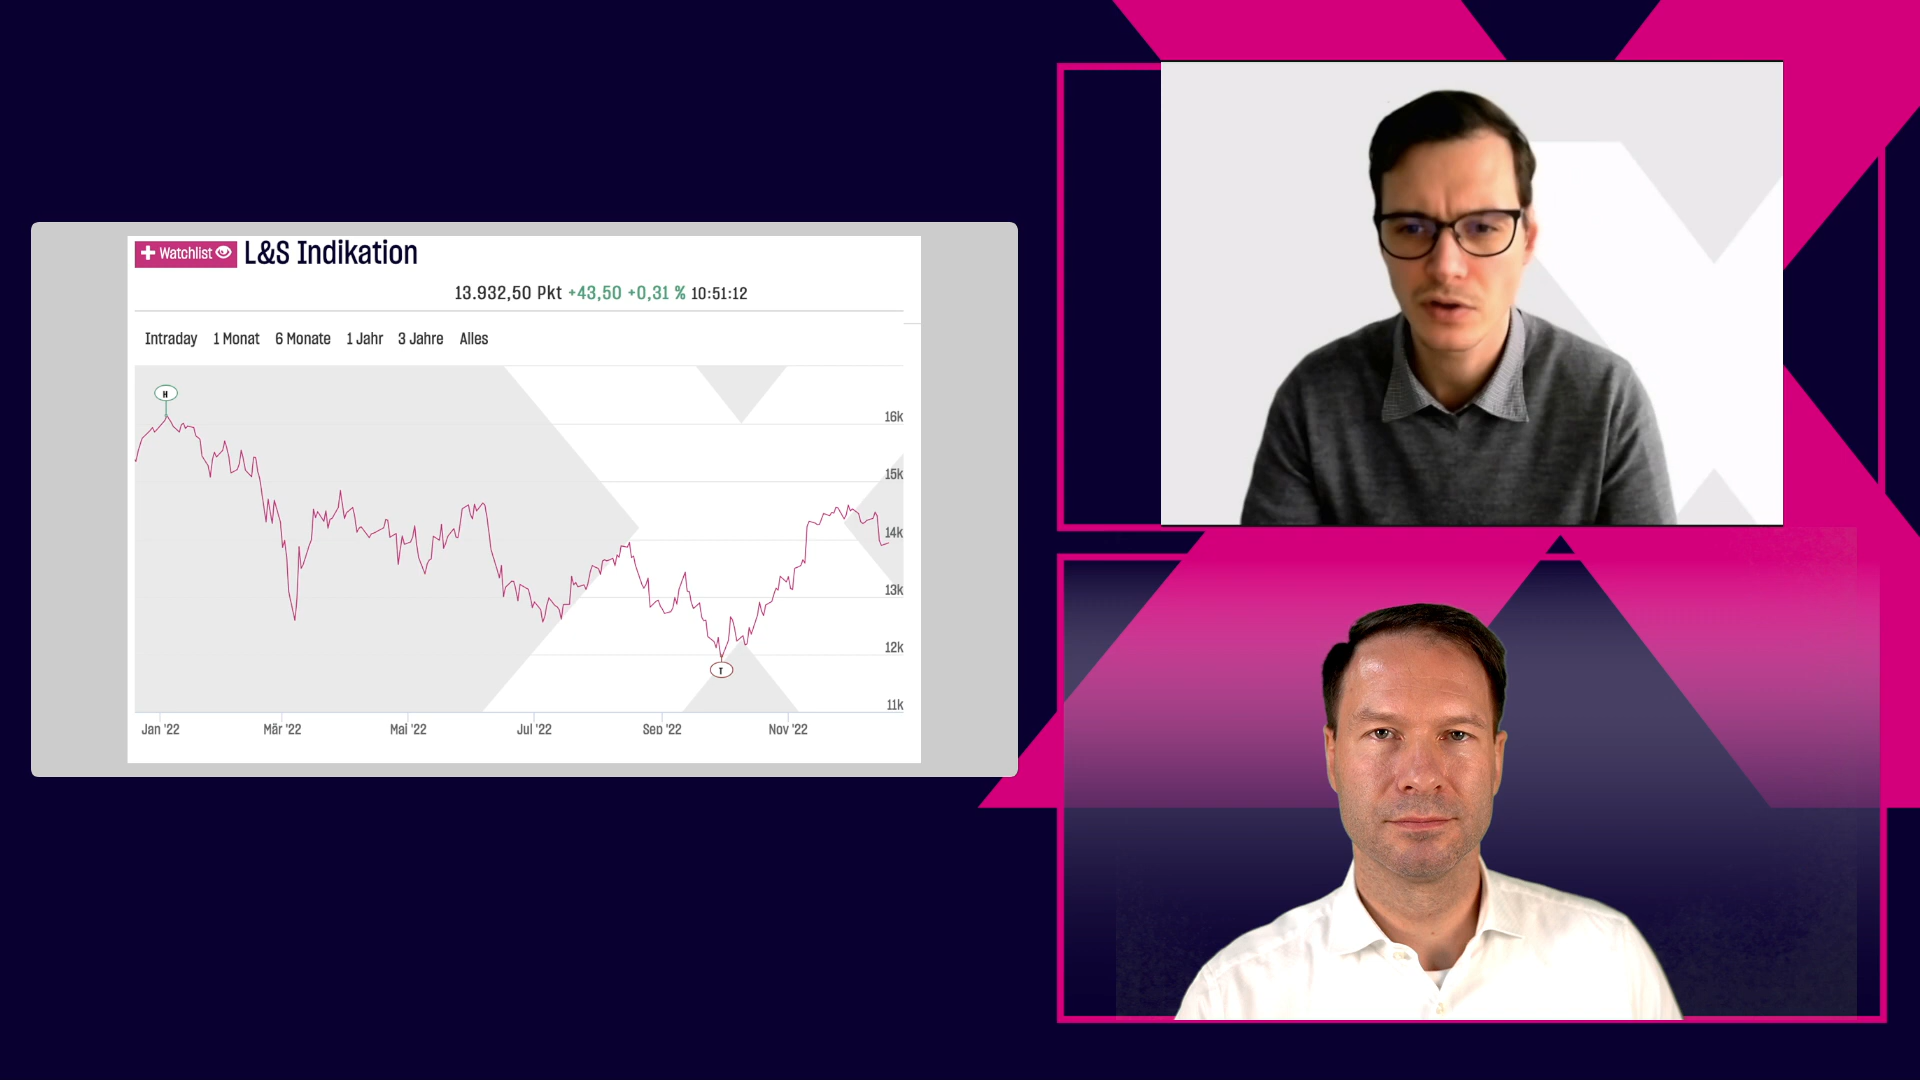 Watchlist L&S Indikation
13.932,50 Pkt +43,50 +0,31 % 10:51:12
Intraday 1 Monat 6 Monate 1 Jahr 3 Jahre Alles
H
16k
15k
14k
13k
12k
T
11k
Jan '22 Mär '22 Mai '22 Jul '22 Sep '22 Nov '22